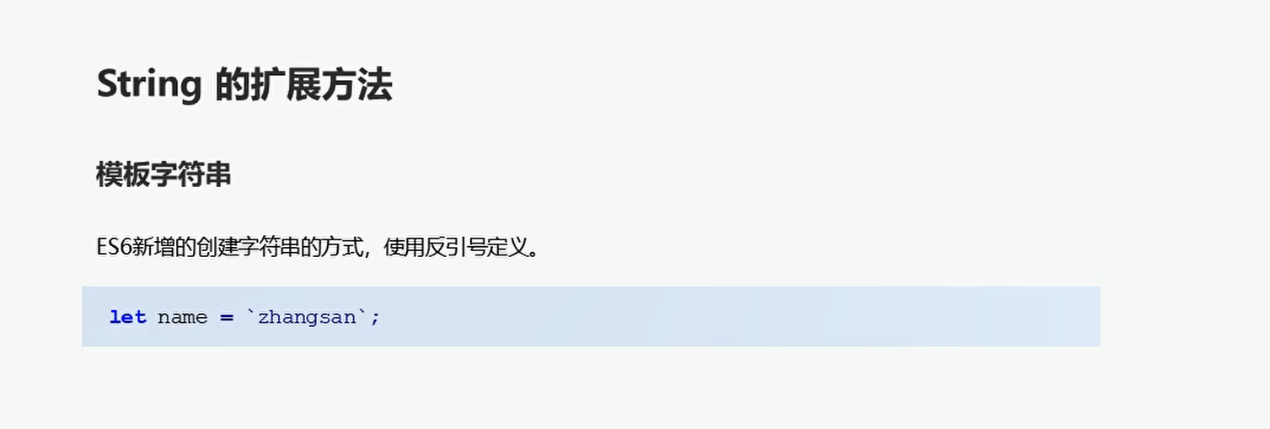 String 的扩展方法
模板字符串
ES6新增的创建字符串的方式，使用反引号定义。
let name = `zhangsan`;